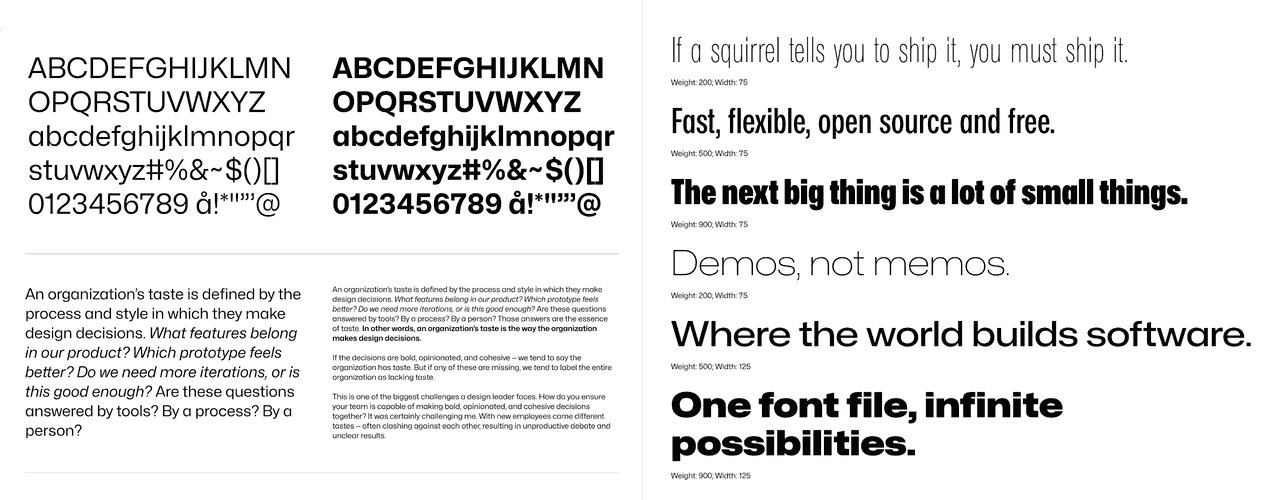 ABCDEFGHIJKLMN
OPQRSTUVWXYZ
abcdefghijklmnopqr
stuvwxyz#%&~$()[]
0123456789 å!*"”’@
ABCDEFGHIJKLMN
OPQRSTUVWXYZ
abcdefghijklmnopqr
stuvwxyz#%&~$()[]
0123456789 å!*"”’@
An organization’s taste is defined by the
process and style in which they make
design decisions. What features belong
in our product? Which prototype feels
better? Do we need more iterations, or is
this good enough? Are these questions
answered by tools? By a process? By a
person?
An organization’s taste is defined by the process and style in which they make
design decisions. What features belong in our product? Which prototype feels
better? Do we need more iterations, or is this good enough? Are these questions
answered by tools? By a process? By a person? Those answers are the essence
of taste. In other words, an organization’s taste is the way the organization
makes design decisions.
If the decisions are bold, opinionated, and cohesive – we tend to say the
organization has taste. But if any of these are missing, we tend to label the entire
organization as lacking taste.
This is one of the biggest challenges a design leader faces. How do you ensure
your team is capable of making bold, opinionated, and cohesive decisions
together? It was certainly challenging me. With new employees came different
tastes – often clashing against each other, resulting in unproductive debate and
unclear results.
If a squirrel tells you to ship it, you must ship it.
Weight: 200; Width: 75
Fast, flexible, open source and free.
Weight: 500; Width: 75
The next big thing is a lot of small things.
Weight: 900; Width: 75
Demos, not memos.
Weight: 200; Width: 75
Where the world builds software.
Weight: 500; Width: 125
One font file, infinite
possibilities.
Weight: 900; Width: 125